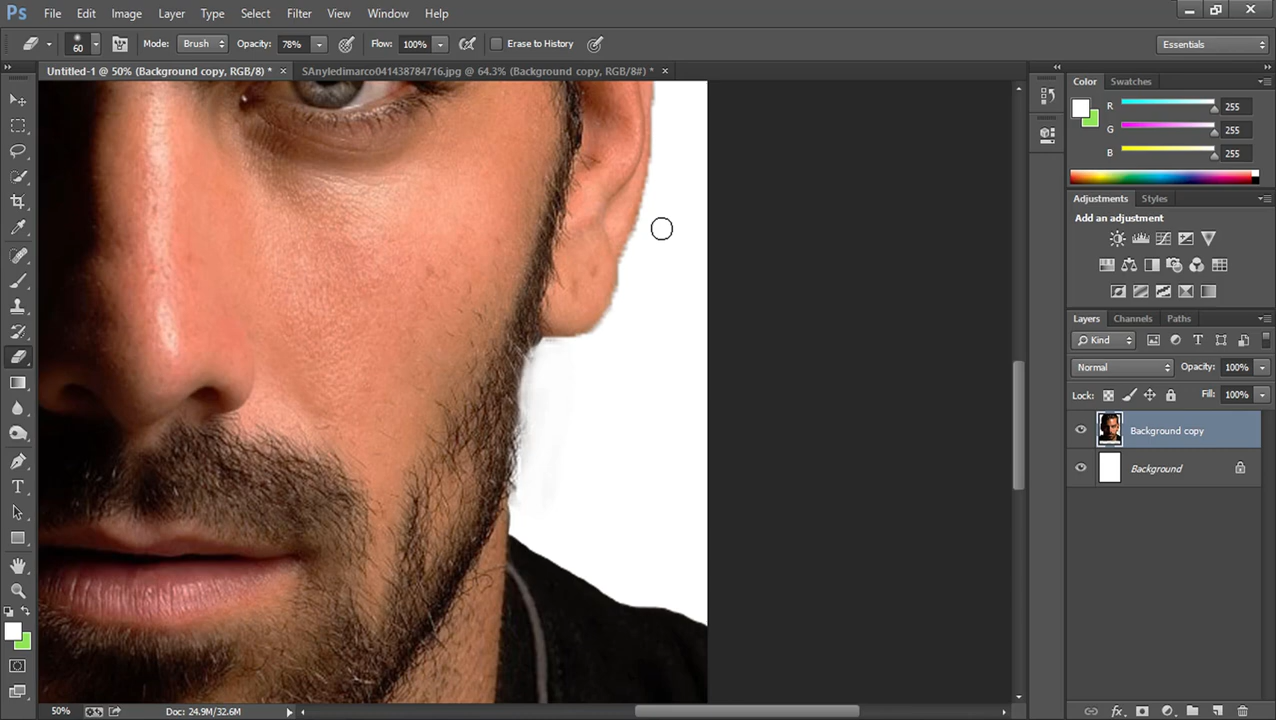 Ps File Edit Image Layer Type Select Filter View Window Help
60 Mode: Brush Opacity: 78% Flow: 100% Erase to History Essentials
Untitled-1 @ 50% (Background copy, RGB/8) * × SAnyledimarco041438784716.jpg @ 64.3% (Background copy, RGB/8#) * ×
Color Swatches
R 255
G 255
B 255
Adjustments Styles
Add an adjustment
Layers Channels Paths
Kind
Normal Opacity: 100%
Lock: Fill: 100%
Background copy
Background
50% Doc: 24.9M/32.6M